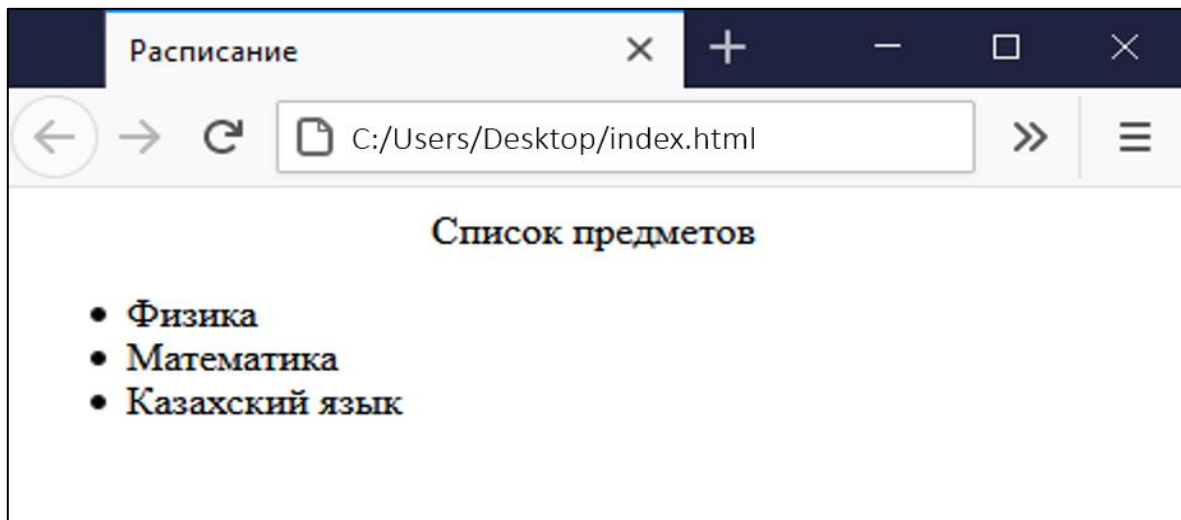 Расписание
C:/Users/Desktop/index.html
Список предметов
Физика
Математика
Казахский язык